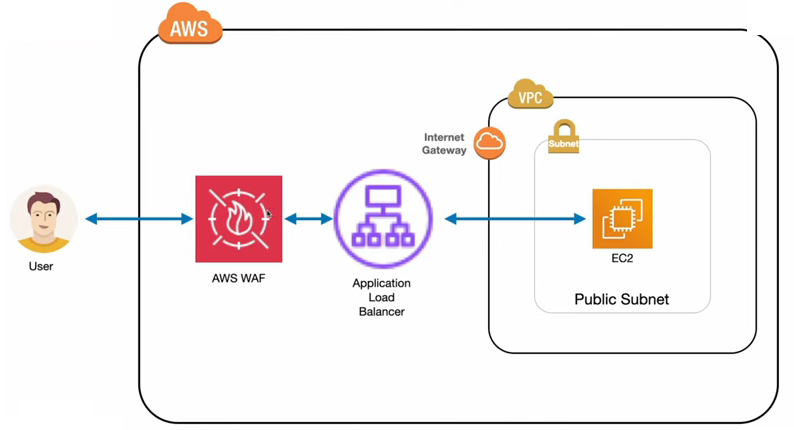 AWS
VPC
Internet
Gateway
Subnet
User
AWS WAF
Application
Load
Balancer
EC2
Public Subnet